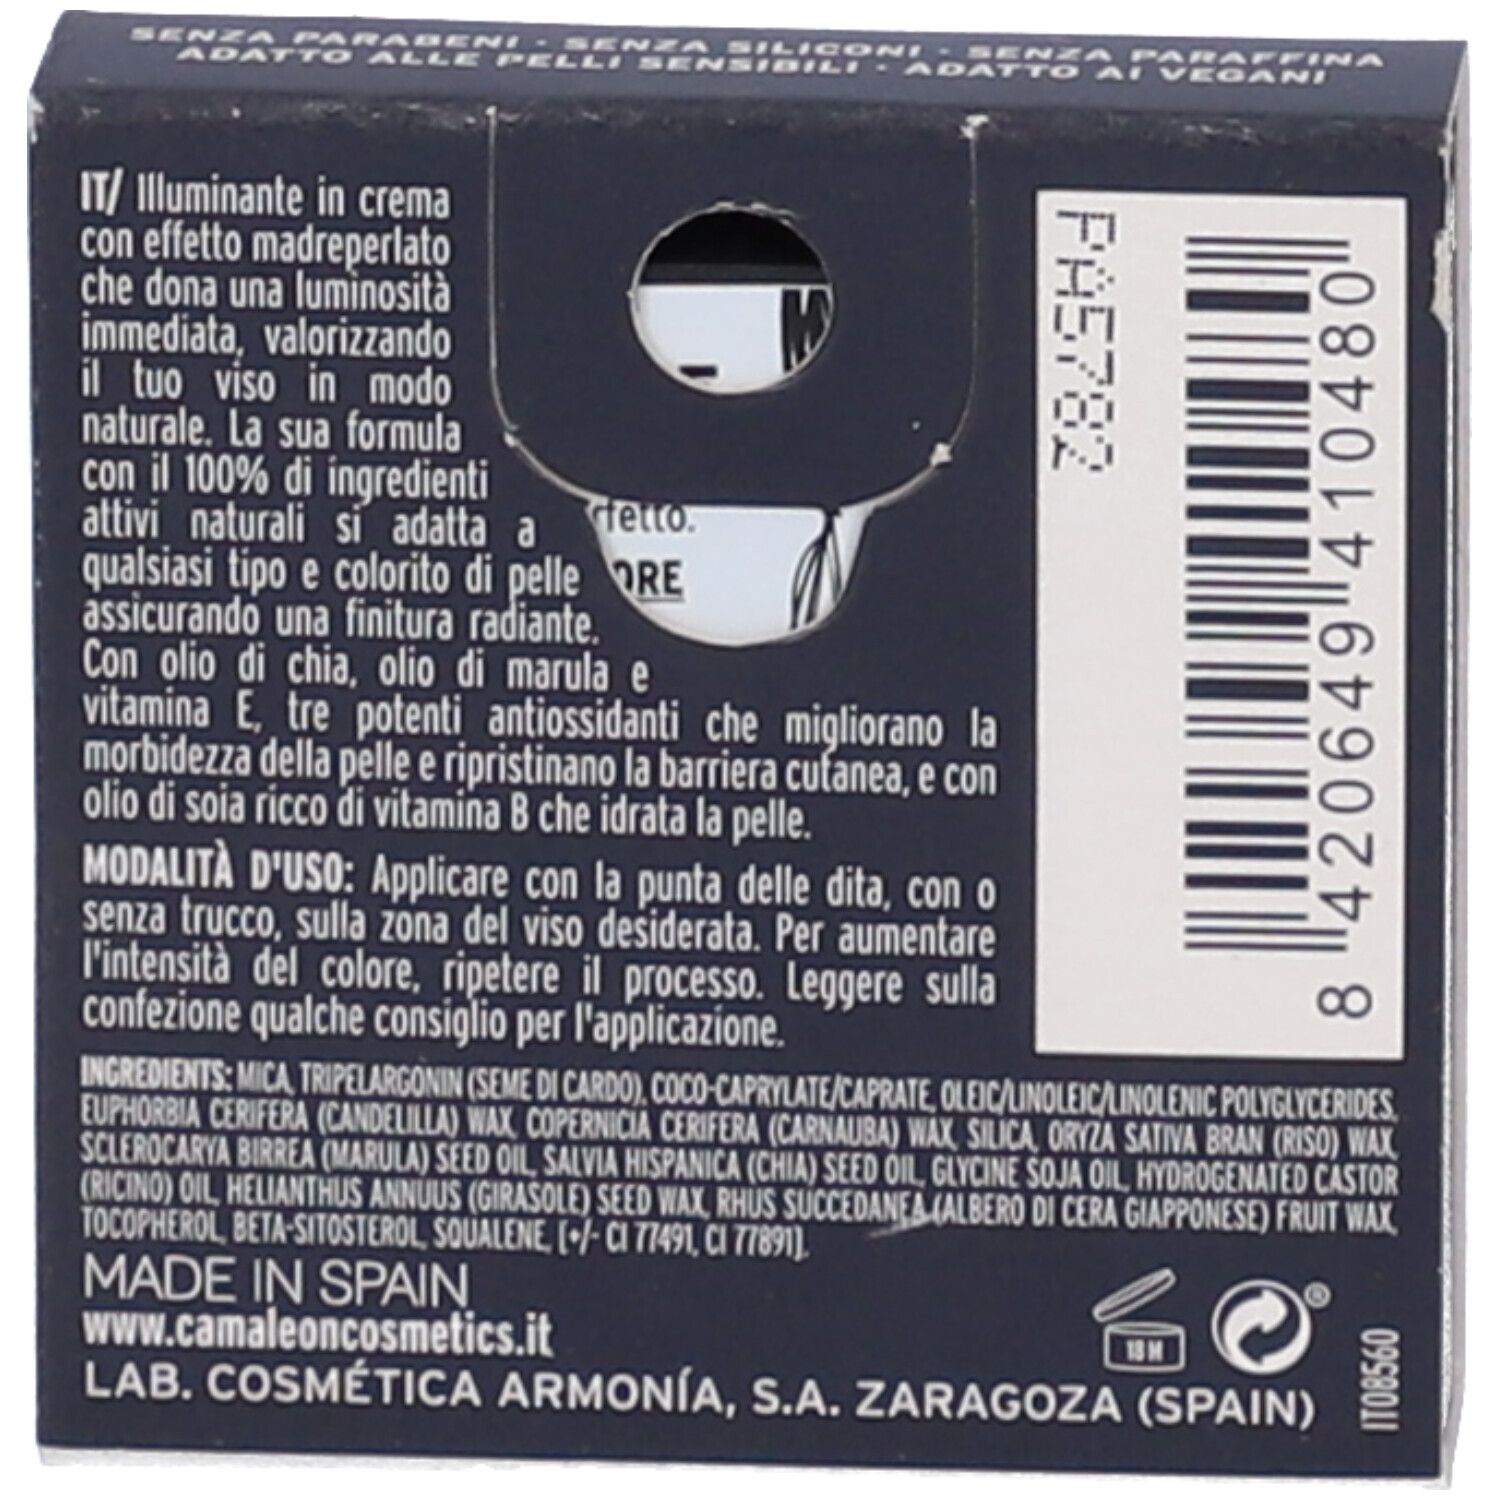 SENZA PARABENI · SENZA SILICONI · SENZA PARAFFINA
ADATTO ALLE PELLI SENSIBILI · ADATTO AI VEGANI
IT/ Illuminante in crema
con effetto madreperlato
che dona una luminosità
immediata, valorizzando
il tuo viso in modo
naturale. La sua formula
con il 100% di ingredienti
attivi naturali si adatta a
qualsiasi tipo e colorito di pelle
assicurando una finitura radiante.
Con olio di chia, olio di marula e
vitamina E, tre potenti antiossidanti che migliorano la
morbidezza della pelle e ripristinano la barriera cutanea, e con
olio di soia ricco di vitamina B che idrata la pelle.
MODALITÀ D'USO: Applicare con la punta delle dita, con o
senza trucco, sulla zona del viso desiderata. Per aumentare
l'intensità del colore, ripetere il processo. Leggere sulla
confezione qualche consiglio per l'applicazione.
INGREDIENTS: MICA, TRIPELARGONIN (SEME DI CARDO), COCO-CAPRYLATE/CAPRATE, OLEIC/LINOLEIC/LINOLENIC POLYGLYCERIDES,
EUPHORBIA CERIFERA (CANDELILLA) WAX, COPERNICIA CERIFERA (CARNAUBA) WAX, SILICA, ORYZA SATIVA BRAN (RISO) WAX,
SCLEROCARYA BIRREA (MARULA) SEED OIL, SALVIA HISPANICA (CHIA) SEED OIL, GLYCINE SOJA OIL, HYDROGENATED CASTOR
(RICINO) OIL, HELIANTHUS ANNUUS (GIRASOLE) SEED WAX, RHUS SUCCEDANEA (ALBERO DI CERA GIAPPONESE) FRUIT WAX,
TOCOPHEROL, BETA-SITOSTEROL, SQUALENE, [+/- CI 77491, CI 77891].
MADE IN SPAIN
www.camaleoncosmetics.it
LAB. COSMÉTICA ARMONÍA, S.A. ZARAGOZA (SPAIN)
18 M
®
IT08560
PA5782
8 420649 410480
fetto.
ORE